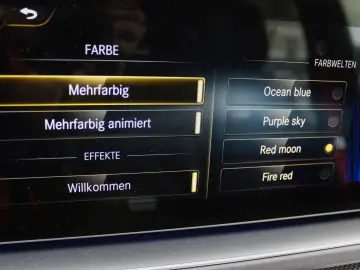 FARBE
Mehrfarbig
Mehrfarbig animiert
EFFEKTE
Willkommen
FARBWELTEN
Ocean blue
Purple sky
Red moon
Fire red